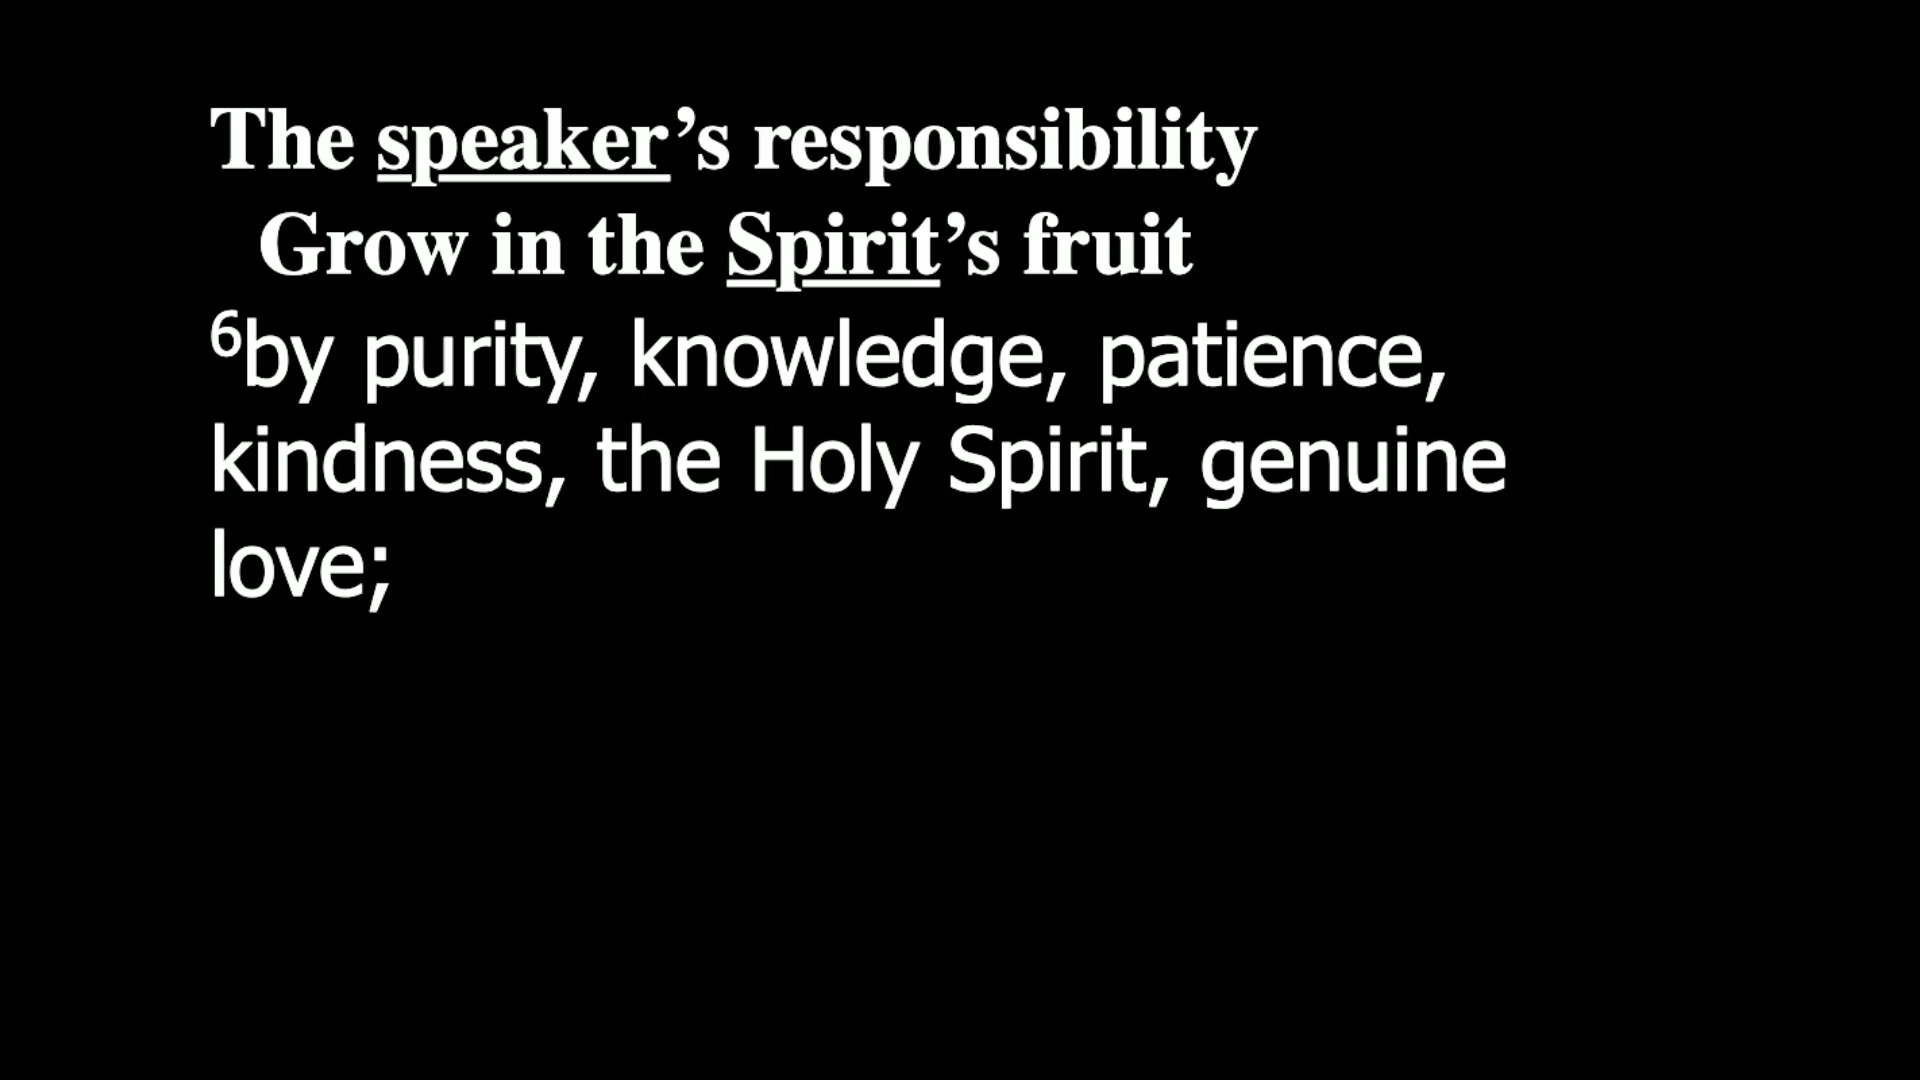 The speaker’s responsibility
Grow in the Spirit’s fruit
⁶by purity, knowledge, patience,
kindness, the Holy Spirit, genuine
love;